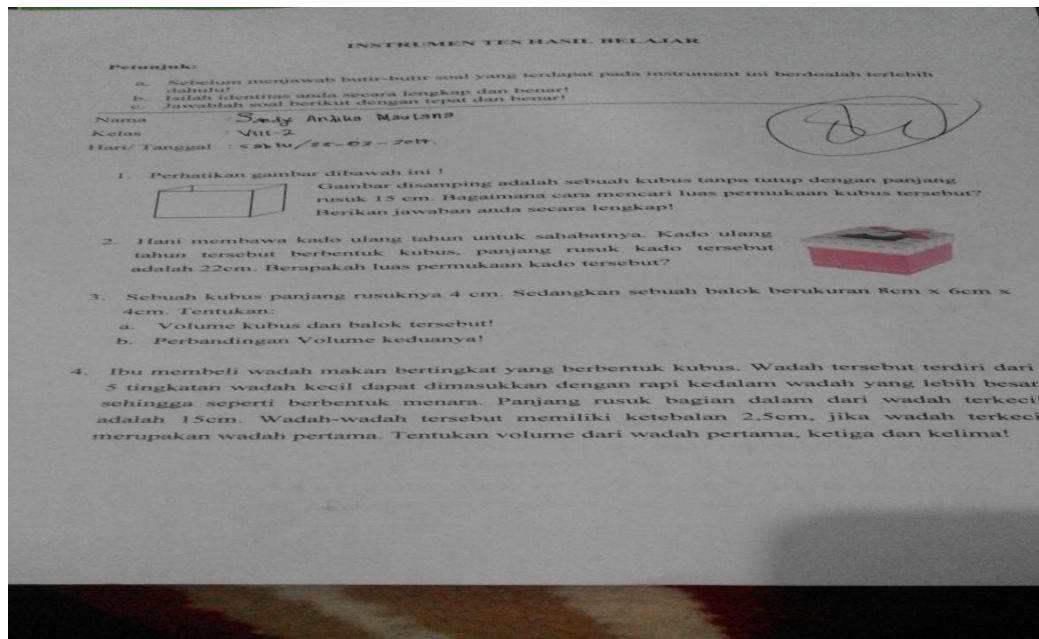 INSTRUMEN TES HASIL BELAJAR
Petunjuk:
a. Sebelum menjawab butir-butir soal yang terdapat pada instrument ini berdoalah terlebih
dahulu!
b. Isilah identitas anda secara lengkap dan benar!
c. Jawablah soal berikut dengan tepat dan benar!
Nama : Sandy Andika Maulana
Kelas : VIII-2
Hari/ Tanggal : sabtu/
1. Perhatikan gambar dibawah ini !
Gambar disamping adalah sebuah kubus tanpa tutup dengan panjang
rusuk 15 cm. Bagaimana cara mencari luas permukaan kubus tersebut?
Berikan jawaban anda secara lengkap!
2. Hani membawa kado ulang tahun untuk sahabatnya. Kado ulang
tahun tersebut berbentuk kubus, panjang rusuk kado tersebut
adalah 22cm. Berapakah luas permukaan kado tersebut?
3. Sebuah kubus panjang rusuknya 4 cm. Sedangkan sebuah balok berukuran 8cm x 6cm x
4cm. Tentukan:
a. Volume kubus dan balok tersebut!
b. Perbandingan Volume keduanya!
4. Ibu membeli wadah makan bertingkat yang berbentuk kubus. Wadah tersebut terdiri dari
5 tingkatan wadah kecil dapat dimasukkan dengan rapi kedalam wadah yang lebih besar
sehingga seperti berbentuk menara. Panjang rusuk bagian dalam dari wadah terkecil
adalah 15cm. Wadah-wadah tersebut memiliki ketebalan 2,5cm, jika wadah terkeci
merupakan wadah pertama. Tentukan volume dari wadah pertama, ketiga dan kelima!